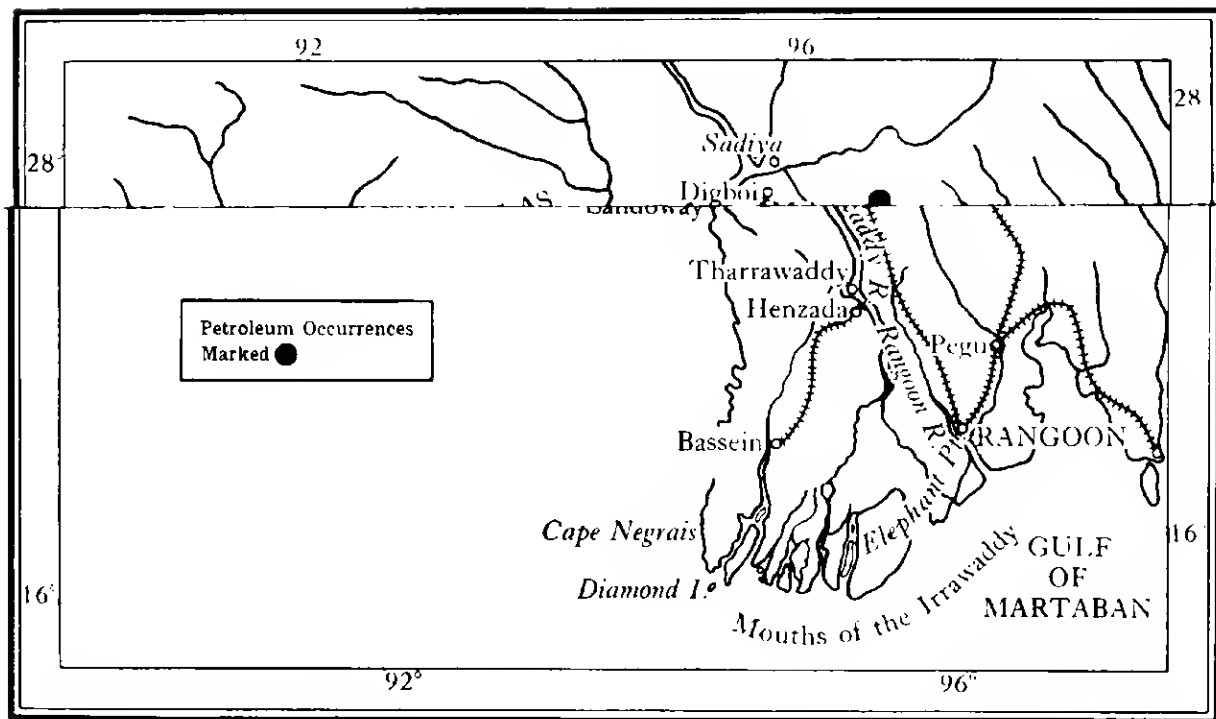 92 96
28
28°
Sadiya
Digboi
Sandoway
Tharrawaddy
Henzada
Petroleum Occurrences
Marked
Pegu
Rangoon R.
Bassein
RANGOON
Elephant Pt.
Cape Negrais
16°
GULF
OF
MARTABAN
Diamond I.
16°
Mouths of the Irrawaddy
92° 96°